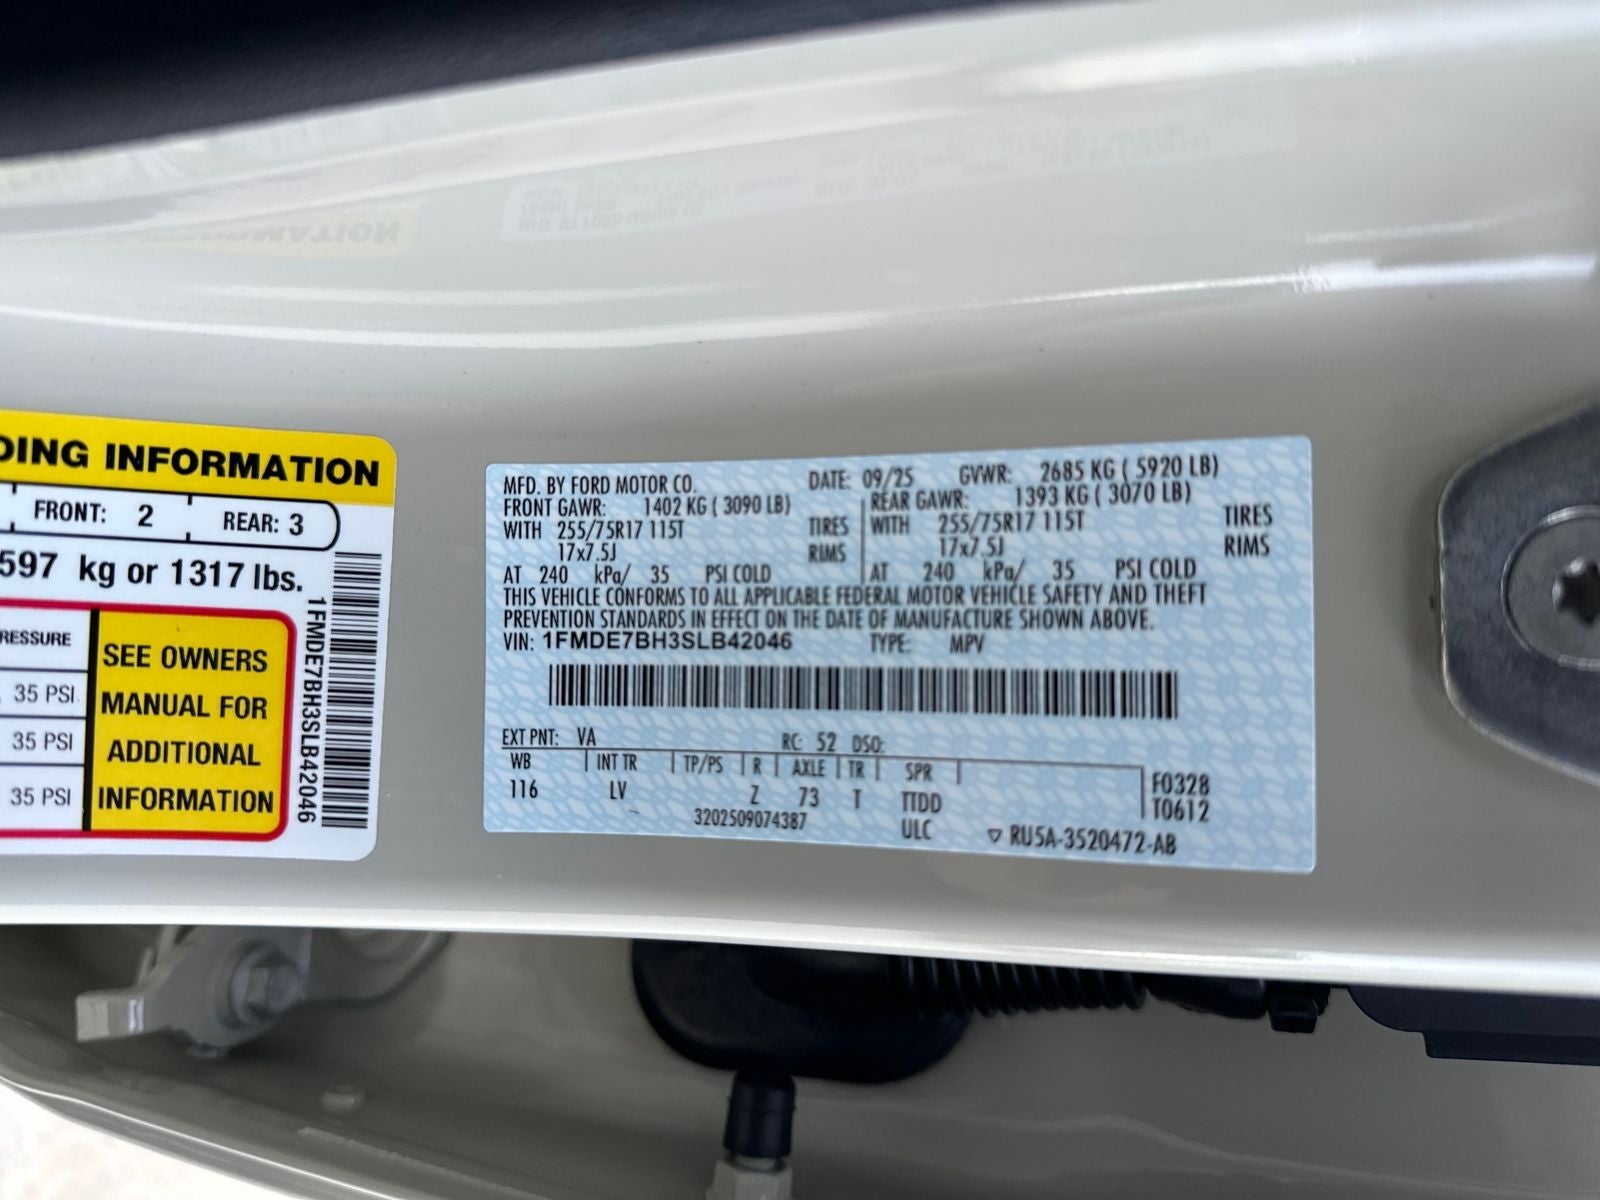 DING INFORMATION
FRONT: 2 REAR: 3
597 kg or 1317 lbs.
RESSURE
35 PSI
35 PSI
35 PSI
SEE OWNERS
MANUAL FOR
ADDITIONAL
INFORMATION
1FMDE7BH3SLB42046
MFD. BY FORD MOTOR CO. DATE: 09/25 GVWR: 2685 KG ( 5920 LB)
FRONT GAWR: 1402 KG ( 3090 LB) REAR GAWR: 1393 KG ( 3070 LB)
WITH 255/75R17 115T TIRES WITH 255/75R17 115T TIRES
17x7.5J RIMS 17x7.5J RIMS
AT 240 kPa/ 35 PSI COLD AT 240 kPa/ 35 PSI COLD
THIS VEHICLE CONFORMS TO ALL APPLICABLE FEDERAL MOTOR VEHICLE SAFETY AND THEFT
PREVENTION STANDARDS IN EFFECT ON THE DATE OF MANUFACTURE SHOWN ABOVE.
VIN: 1FMDE7BH3SLB42046 TYPE: MPV
EXT PNT: VA RC: 52 DSO:
WB INT TR TP/PS R AXLE TR SPR
116 LV Z 73 T TTDD
F0328
T0612
3202509074387 ULC RU5A-3520472-AB